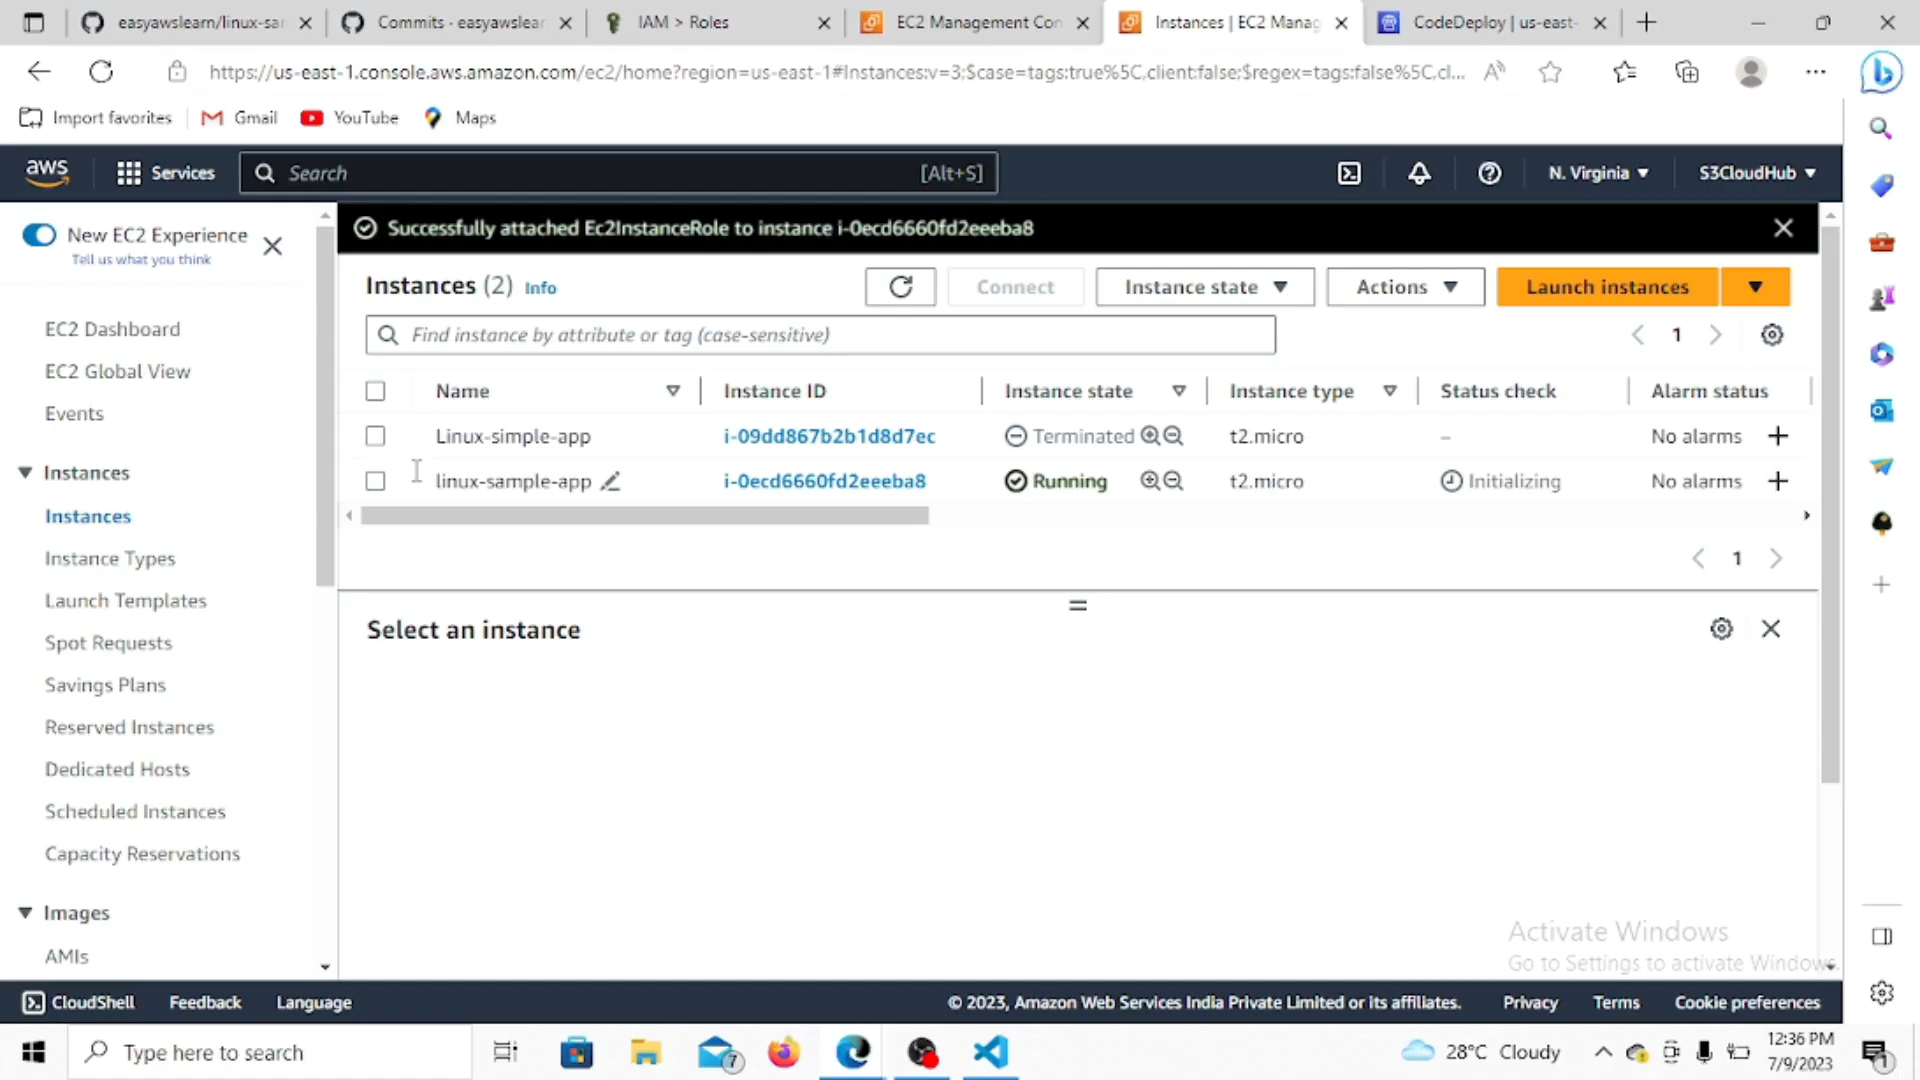 easyawslearn/linux-sar
Commits · easyawslear
IAM > Roles
EC2 Management Con
Instances | EC2 Manag
CodeDeploy | us-east-
https://us-east-1.console.aws.amazon.com/ec2/home?region=us-east-1#Instances:v=3;$case=tags:true%5C,client:false;$regex=tags:false%5C,cl...
Import favorites
Gmail
YouTube
Maps
aws
Services
Search
[Alt+S]
N. Virginia
S3CloudHub
New EC2 Experience
Tell us what you think
EC2 Dashboard
EC2 Global View
Events
Instances
Instances
Instance Types
Launch Templates
Spot Requests
Savings Plans
Reserved Instances
Dedicated Hosts
Scheduled Instances
Capacity Reservations
Images
AMIs
Successfully attached Ec2InstanceRole to instance i-0ecd6660fd2eeeba8
Instances (2) Info
Connect
Instance state
Actions
Launch instances
Find instance by attribute or tag (case-sensitive)
1
Name Instance ID Instance state Instance type Status check Alarm status
Linux-simple-app i-09dd867b2b1d8d7ec Terminated t2.micro – No alarms
linux-sample-app i-0ecd6660fd2eeeba8 Running t2.micro Initializing No alarms
1
Select an instance
Activate Windows
Go to Settings to activate Windows.
CloudShell Feedback Language
© 2023, Amazon Web Services India Private Limited or its affiliates. Privacy Terms Cookie preferences
Type here to search
7
28°C Cloudy
12:36 PM
7/9/2023
1